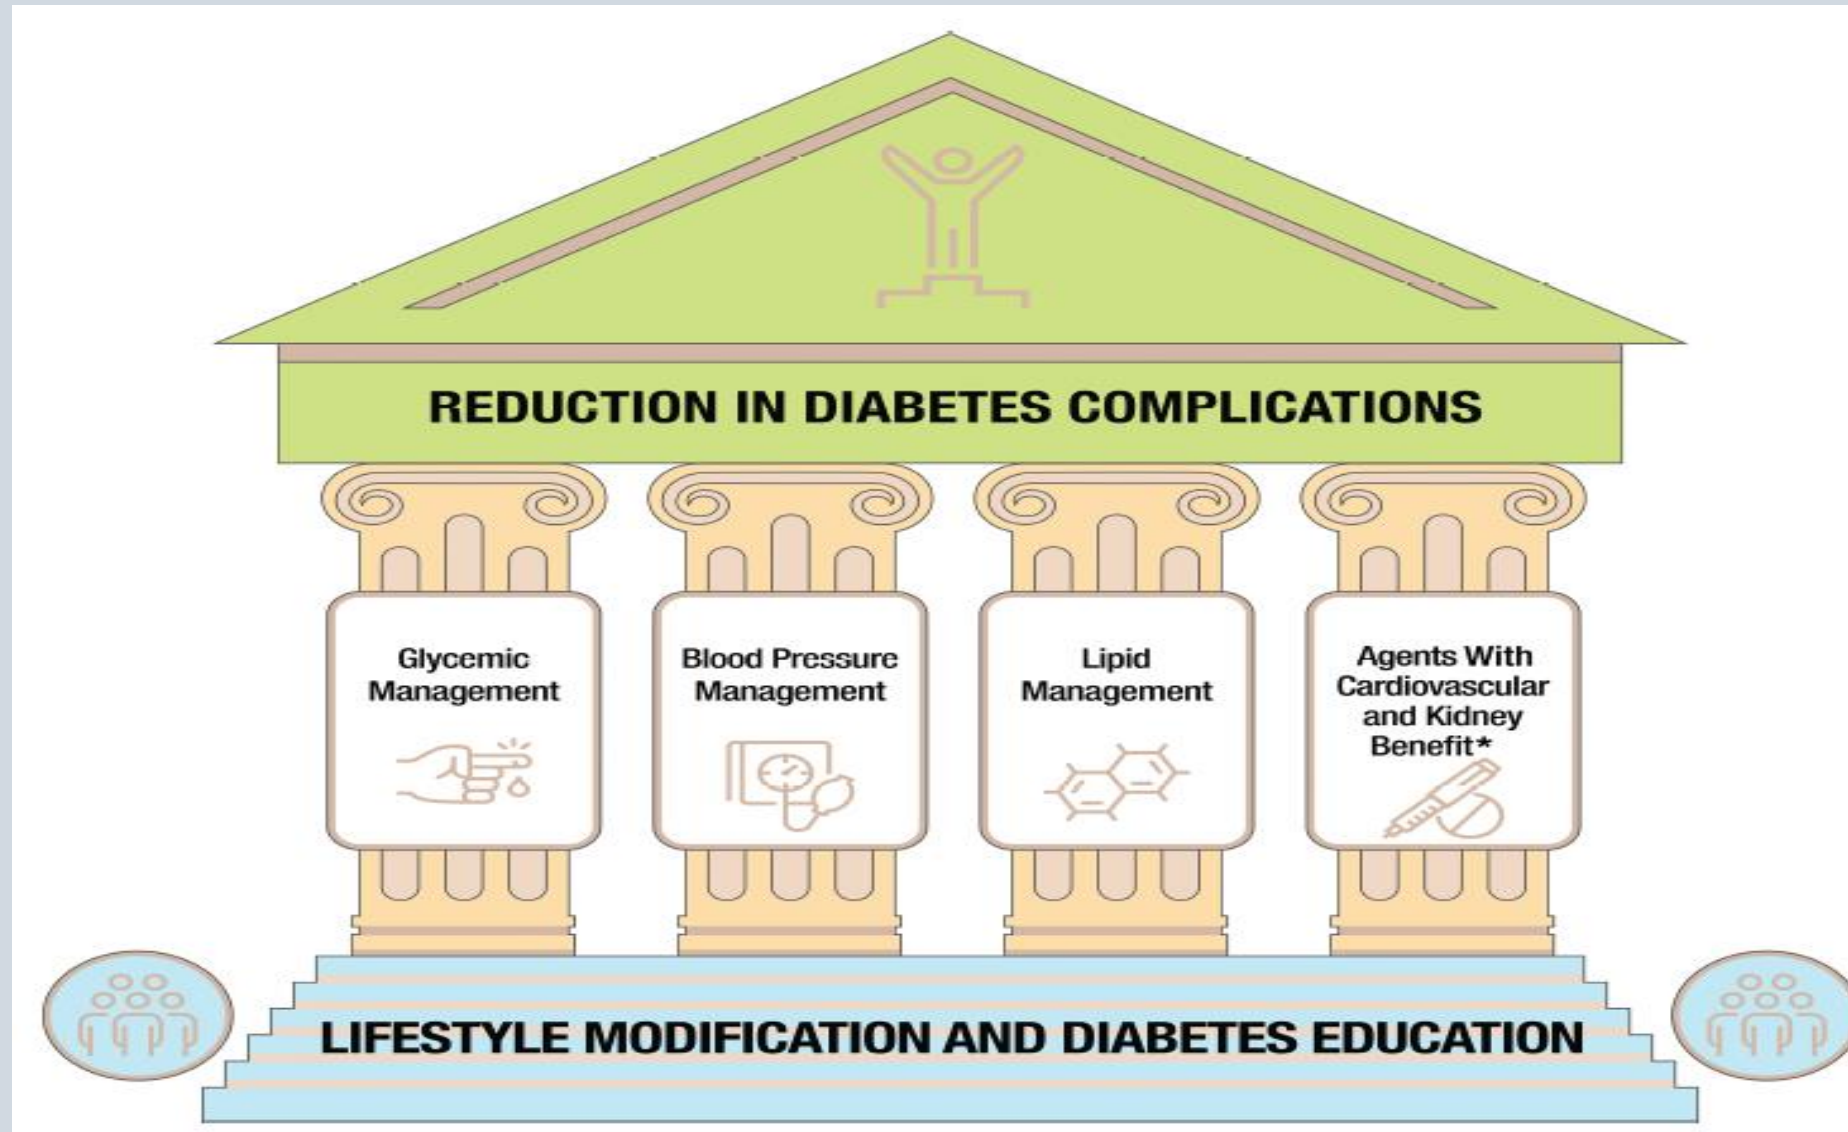 REDUCTION IN DIABETES COMPLICATIONS
Glycemic
Management
Blood Pressure
Management
Lipid
Management
Agents With
Cardiovascular
and Kidney
Benefit*
LIFESTYLE MODIFICATION AND DIABETES EDUCATION